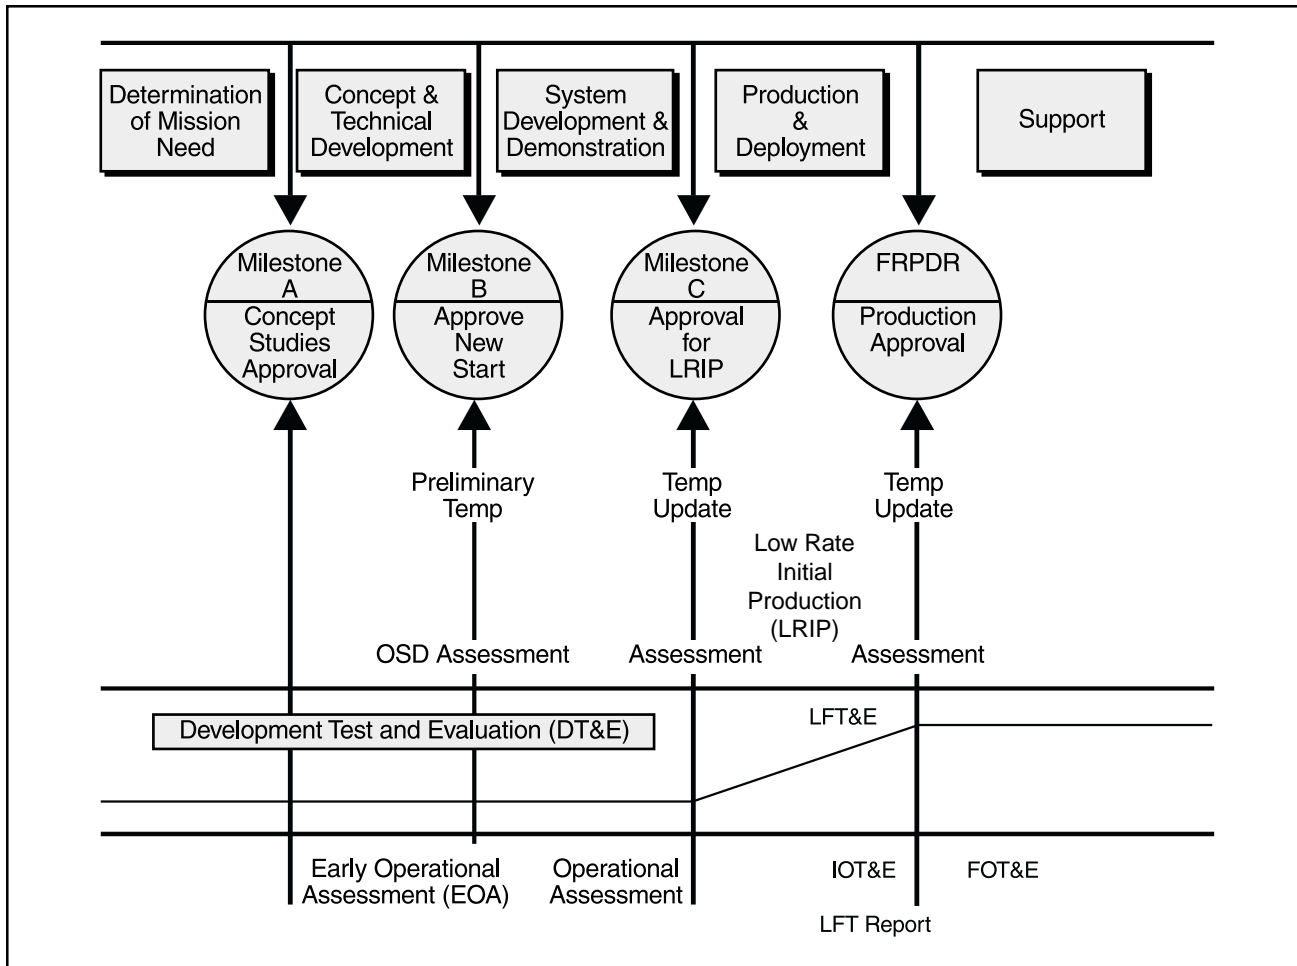 Determination
of Mission
Need
Concept &
Technical
Development
System
Development &
Demonstration
Production
&
Deployment
Support
Milestone
A
Concept
Studies
Approval
Milestone
B
Approve
New
Start
Milestone
C
Approval
for
LRIP
FRPDR
Production
Approval
Preliminary
Temp
Temp
Update
Temp
Update
Low Rate
Initial
Production
(LRIP)
OSD Assessment
Assessment
Assessment
LFT&E
Development Test and Evaluation (DT&E)
Early Operational
Assessment (EOA)
Operational
Assessment
IOT&E
FOT&E
LFT Report